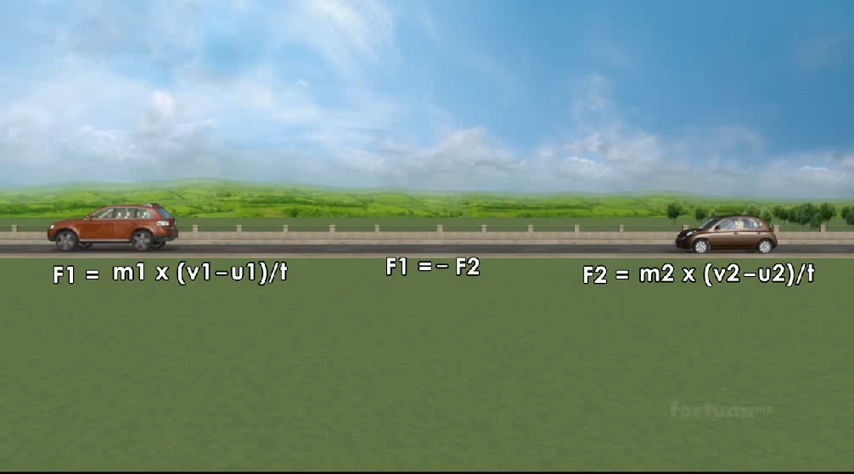 F1 = m1 x (v1-u1)/t
F1 =- F2
F2 = m2 x (v2-u2)/t